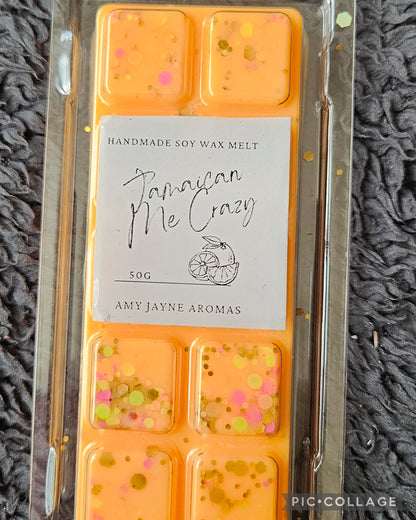 HANDMADE SOY WAX MELT
Jamaican
Me Crazy
50G
AMY JAYNE AROMAS
PIC•COLLAGE